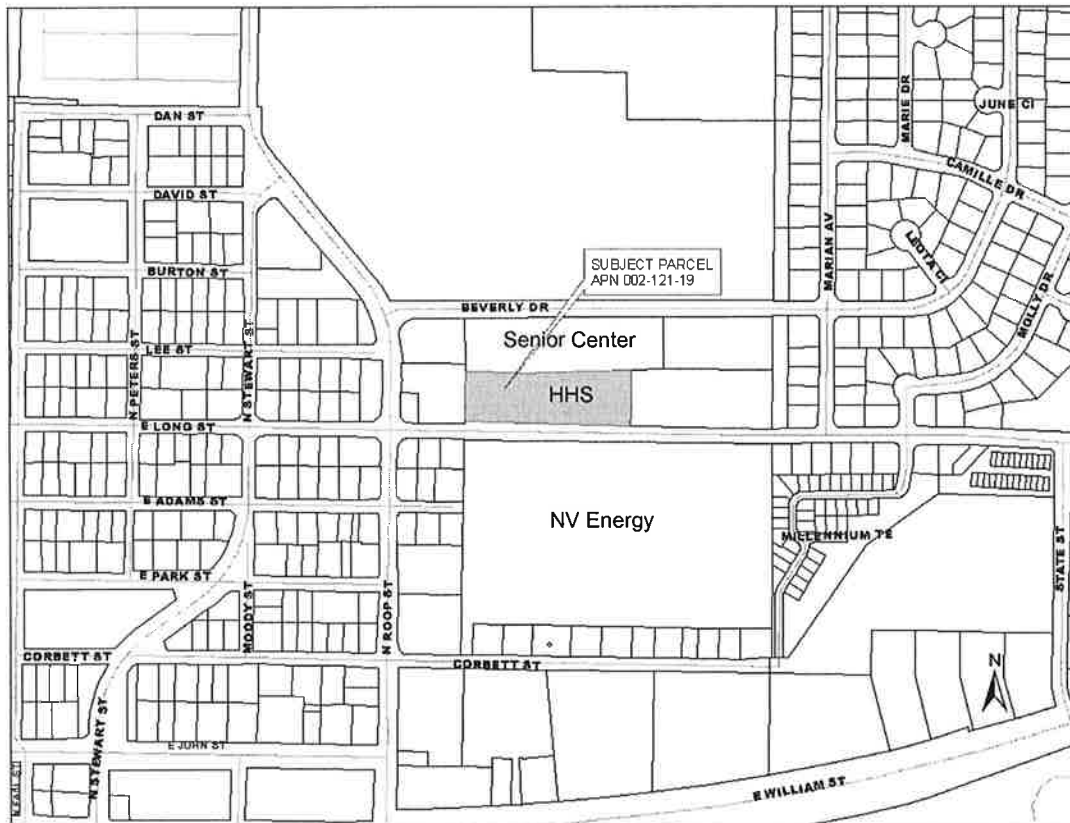 DAN ST
MARIE DR
JUNE CI
CAMILLE DR
DAVID ST
MARIAN AV
LEOTA CI
BURTON ST
SUBJECT PARCEL
APN 002-121-19
MOLLY DR
BEVERLY DR
N PETERS ST
LEE ST
N STEWART ST
Senior Center
HHS
E LONG ST
E ADAMS ST
NV Energy
MILLENNIUM TE
STATE ST
E PARK ST
MOODY ST
N ROOP ST
CORBETT ST
CORBETT ST
N
N STEWART ST
E JOHN ST
N EARL ST
E WILLIAM ST